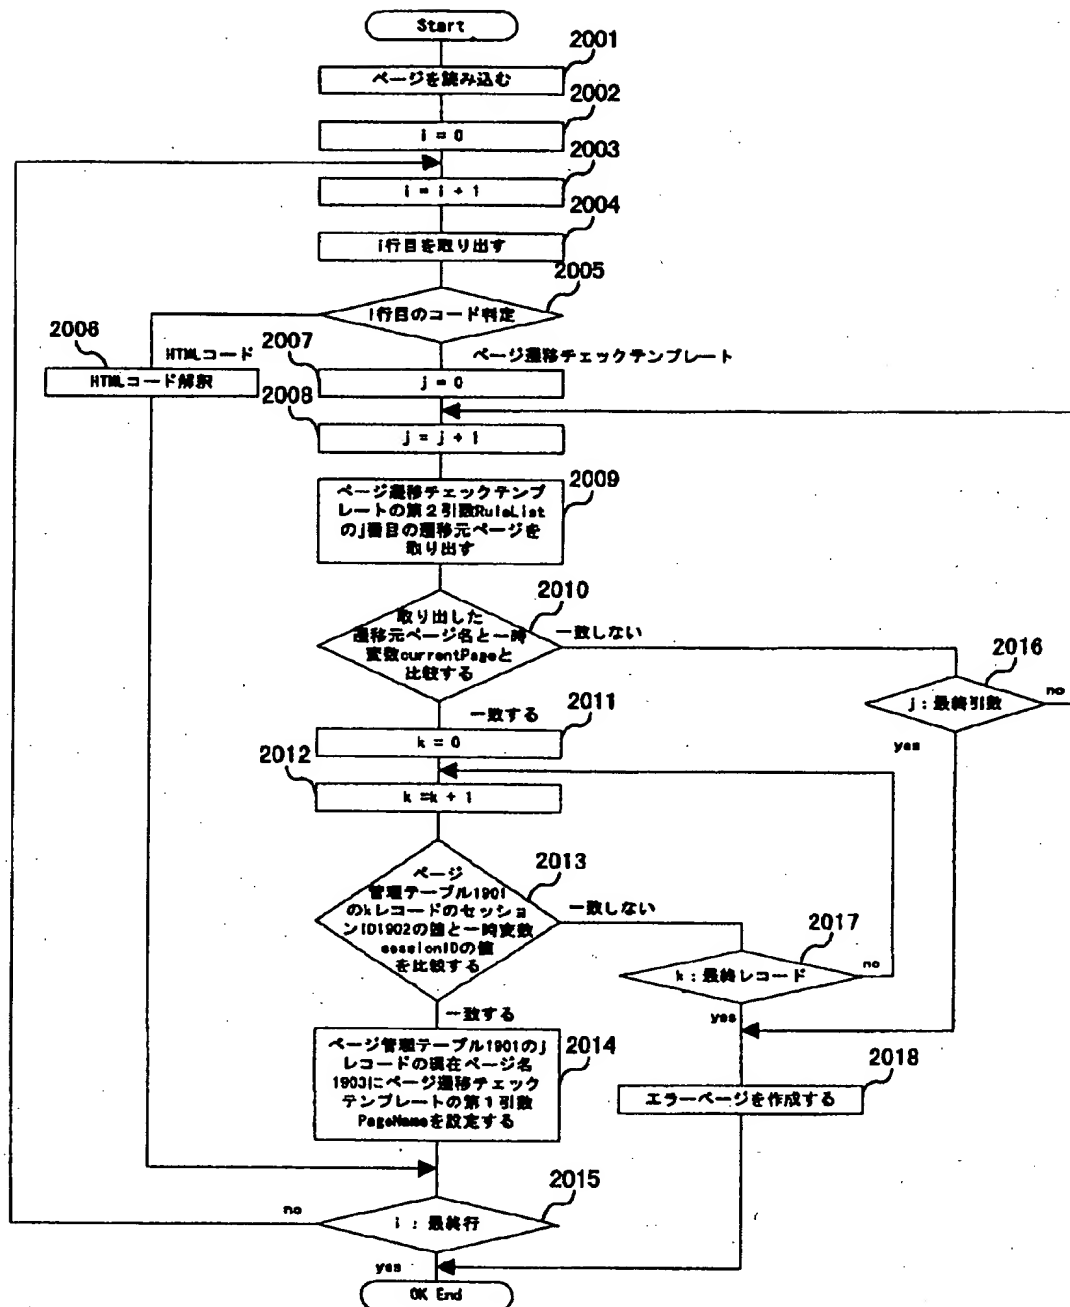 Start
2001
ページを読み込む
2002
i = 0
2003
i = i + 1
2004
i行目を取り出す
2005
i行目のコード判定
2006
HTMLコード
HTMLコード解釈
2007
ページ遷移チェックテンプレート
j = 0
2008
j = j + 1
2009
ページ遷移チェックテンプ
レートの第2引数RuleList
のj番目の遷移元ページを
取り出す
2010
取り出した
遷移元ページ名と一時
変数currentPageと
比較する
一致しない
2016
j:最終引数
no
yes
一致する
2011
k = 0
2012
k =k + 1
2013
ページ
管理テーブル1901
のkレコードのセッショ
ンID1902の値と一時変数
sessionIDの値
を比較する
一致しない
2017
k:最終レコード
no
yes
一致する
2014
ページ管理テーブル1901のj
レコードの現在ページ名
1903にページ遷移チェック
テンプレートの第1引数
PageNameを設定する
2018
エラーページを作成する
2015
i : 最終行
no
yes
OK End